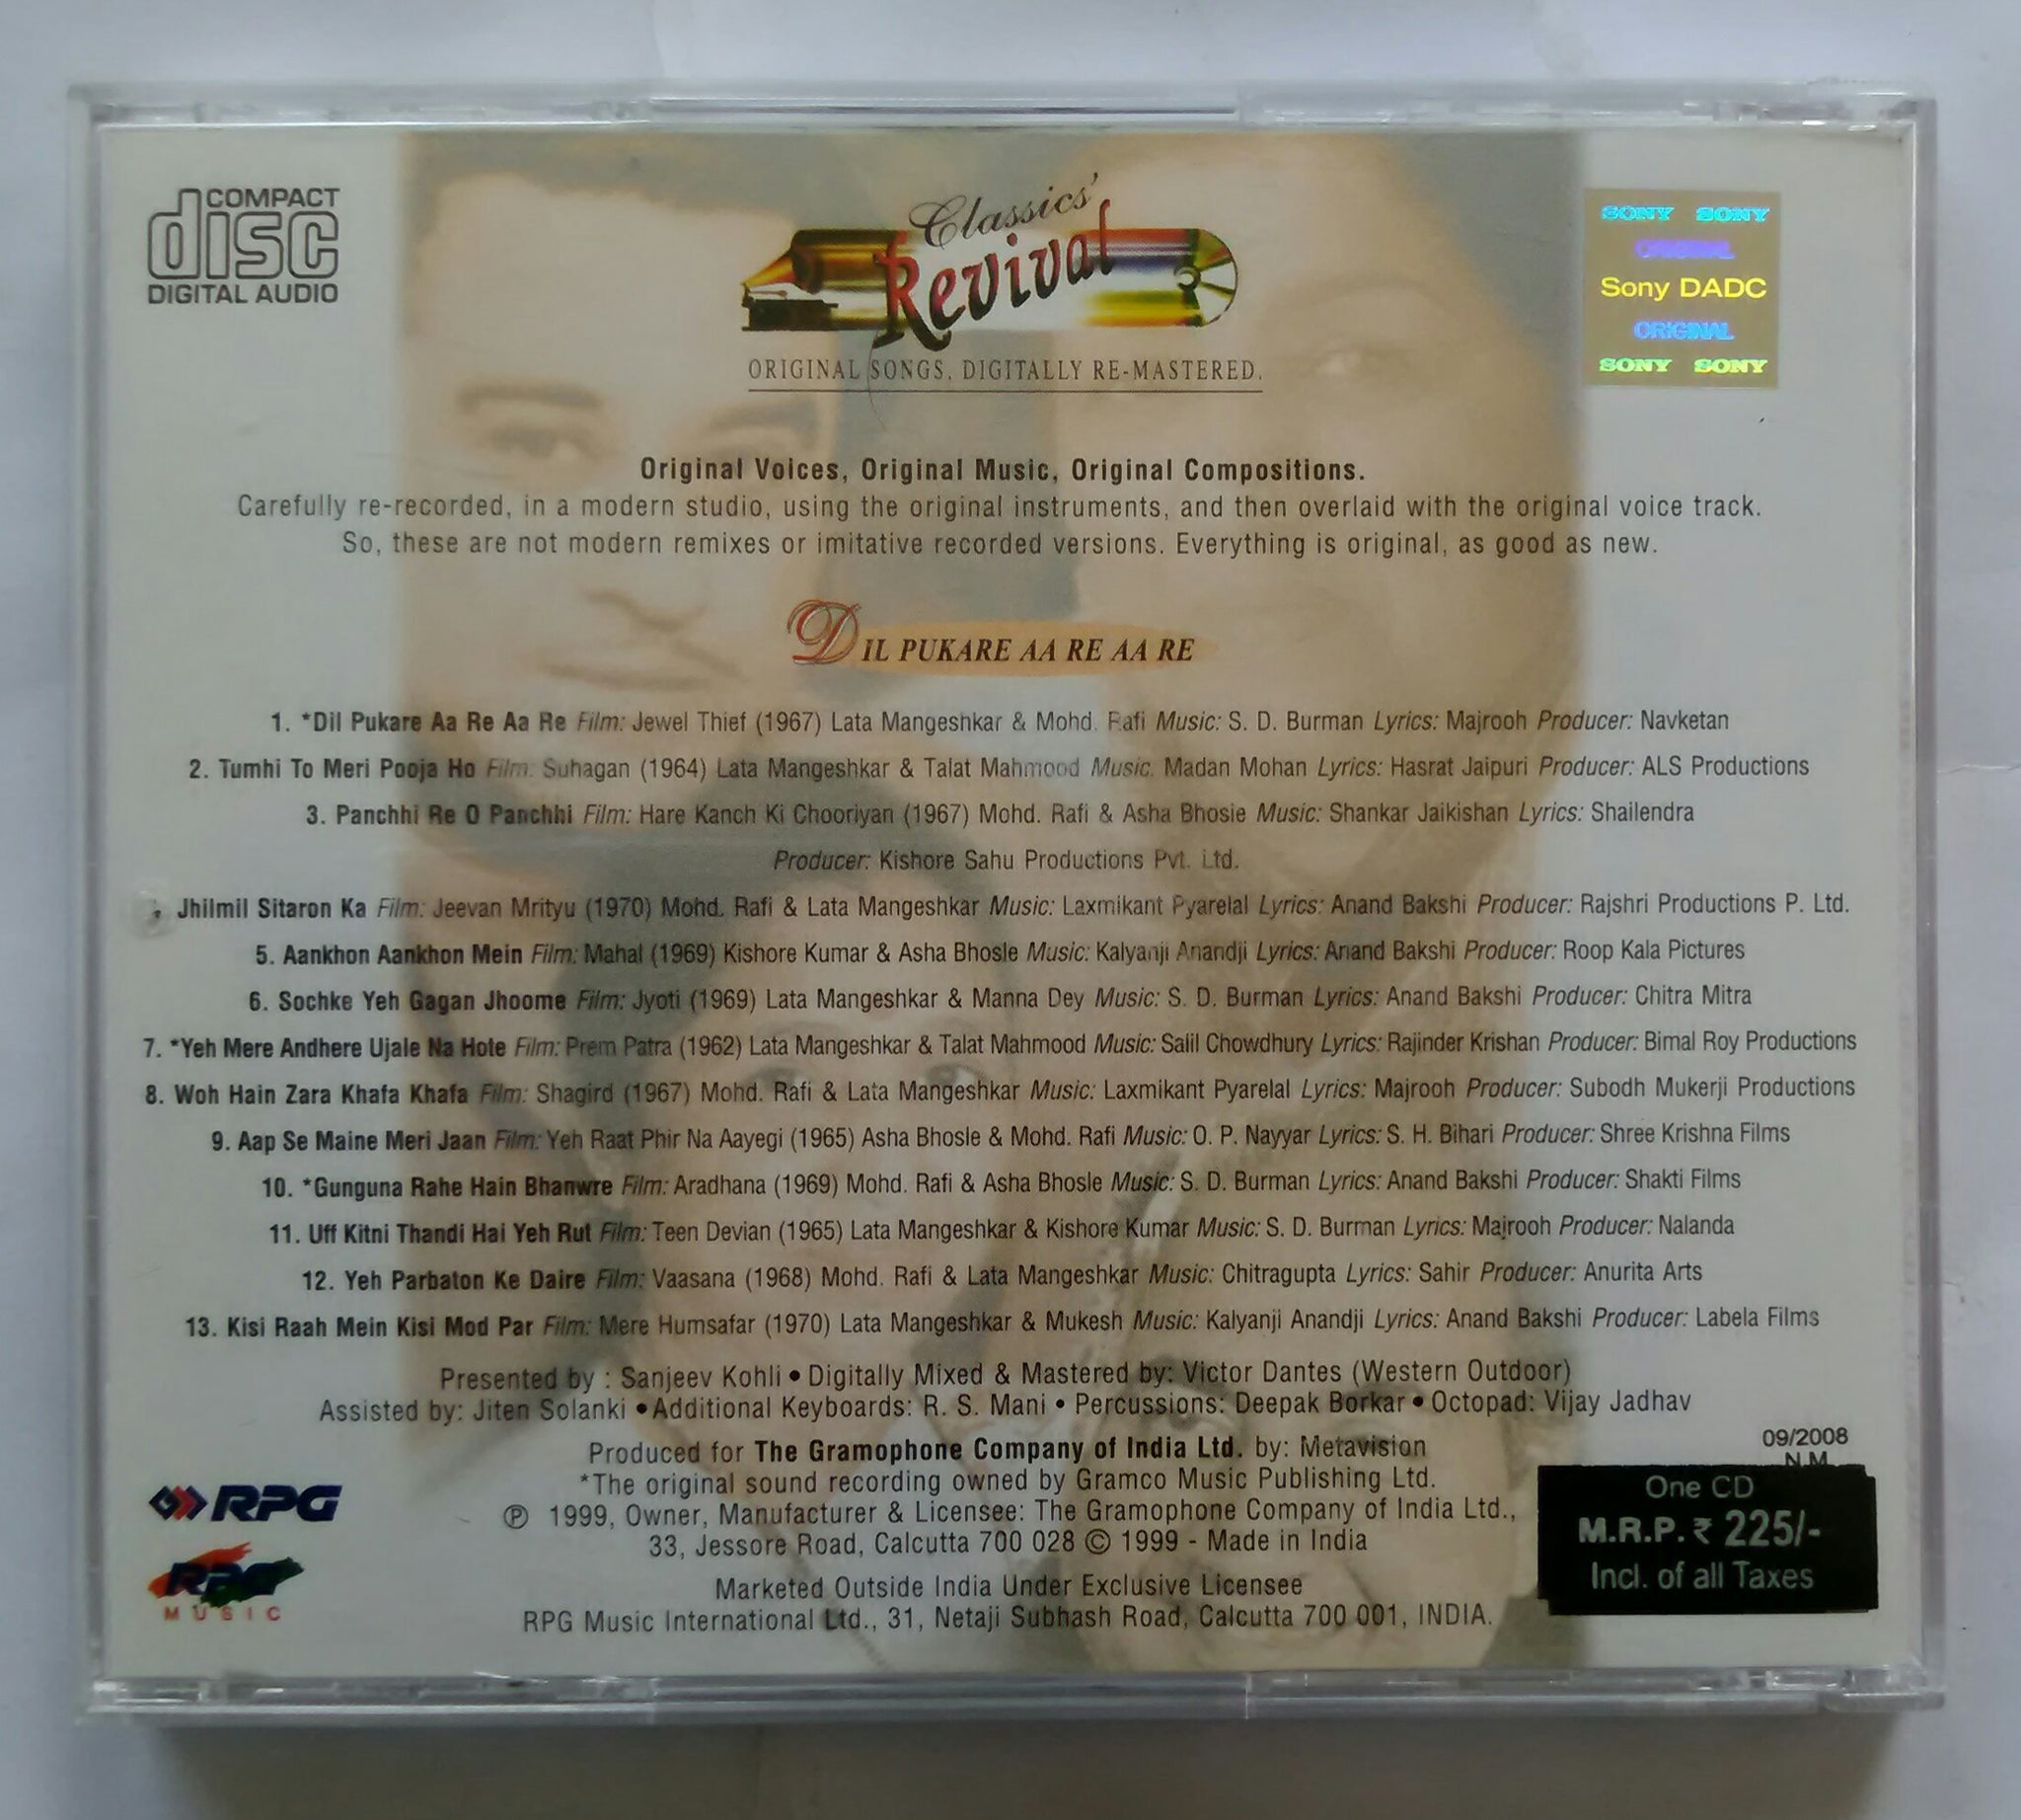 COMPACT
disc
DIGITAL AUDIO
Classics'
Revival
ORIGINAL SONGS. DIGITALLY RE-MASTERED.
SONY SONY
ORIGINAL
Sony DADC
ORIGINAL
SONY SONY
Original Voices, Original Music, Original Compositions.
Carefully re-recorded, in a modern studio, using the original instruments, and then overlaid with the original voice track.
So, these are not modern remixes or imitative recorded versions. Everything is original, as good as new.
DIL PUKARE AA RE AA RE
1. *Dil Pukare Aa Re Aa Re Film: Jewel Thief (1967) Lata Mangeshkar & Mohd. Rafi Music: S. D. Burman Lyrics: Majrooh Producer: Navketan
2. Tumhi To Meri Pooja Ho Film: Suhagan (1964) Lata Mangeshkar & Talat Mahmood Music: Madan Mohan Lyrics: Hasrat Jaipuri Producer: ALS Productions
3. Panchhi Re O Panchhi Film: Hare Kanch Ki Chooriyan (1967) Mohd. Rafi & Asha Bhosle Music: Shankar Jaikishan Lyrics: Shailendra
Producer: Kishore Sahu Productions Pvt. Ltd.
Jhilmil Sitaron Ka Film: Jeevan Mrityu (1970) Mohd. Rafi & Lata Mangeshkar Music: Laxmikant Pyarelal Lyrics: Anand Bakshi Producer: Rajshri Productions P. Ltd.
5. Aankhon Aankhon Mein Film: Mahal (1969) Kishore Kumar & Asha Bhosle Music: Kalyanji Anandji Lyrics: Anand Bakshi Producer: Roop Kala Pictures
6. Sochke Yeh Gagan Jhoome Film: Jyoti (1969) Lata Mangeshkar & Manna Dey Music: S. D. Burman Lyrics: Anand Bakshi Producer: Chitra Mitra
7. *Yeh Mere Andhere Ujale Na Hote Film: Prem Patra (1962) Lata Mangeshkar & Talat Mahmood Music: Salil Chowdhury Lyrics: Rajinder Krishan Producer: Bimal Roy Productions
8. Woh Hain Zara Khafa Khafa Film: Shagird (1967) Mohd. Rafi & Lata Mangeshkar Music: Laxmikant Pyarelal Lyrics: Majrooh Producer: Subodh Mukerji Productions
9. Aap Se Maine Meri Jaan Film: Yeh Raat Phir Na Aayegi (1965) Asha Bhosle & Mohd. Rafi Music: O. P. Nayyar Lyrics: S. H. Bihari Producer: Shree Krishna Films
10. *Gunguna Rahe Hain Bhanwre Film: Aradhana (1969) Mohd. Rafi & Asha Bhosle Music: S. D. Burman Lyrics: Anand Bakshi Producer: Shakti Films
11. Uff Kitni Thandi Hai Yeh Rut Film: Teen Devian (1965) Lata Mangeshkar & Kishore Kumar Music: S. D. Burman Lyrics: Majrooh Producer: Nalanda
12. Yeh Parbaton Ke Daire Film: Vaasana (1968) Mohd. Rafi & Lata Mangeshkar Music: Chitragupta Lyrics: Sahir Producer: Anurita Arts
13. Kisi Raah Mein Kisi Mod Par Film: Mere Humsafar (1970) Lata Mangeshkar & Mukesh Music: Kalyanji Anandji Lyrics: Anand Bakshi Producer: Labela Films
Presented by : Sanjeev Kohli • Digitally Mixed & Mastered by: Victor Dantes (Western Outdoor)
Assisted by: Jiten Solanki • Additional Keyboards: R. S. Mani • Percussions: Deepak Borkar • Octopad: Vijay Jadhav
Produced for The Gramophone Company of India Ltd. by: Metavision
*The original sound recording owned by Gramco Music Publishing Ltd.
℗ 1999, Owner, Manufacturer & Licensee: The Gramophone Company of India Ltd.,
33, Jessore Road, Calcutta 700 028 © 1999 - Made in India
Marketed Outside India Under Exclusive Licensee
RPG Music International Ltd., 31, Netaji Subhash Road, Calcutta 700 001, INDIA.
RPG
RPG
MUSIC
09/2008
N.M.
One CD
M.R.P. ₹ 225/-
Incl. of all Taxes